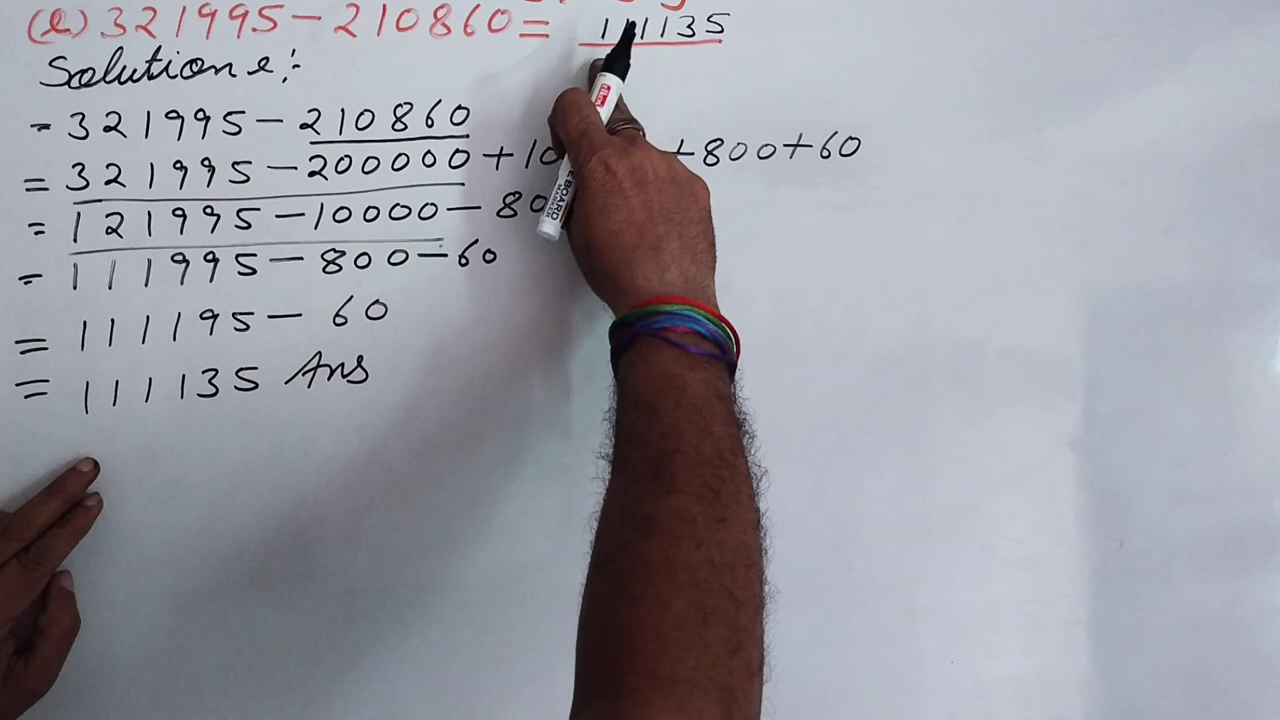 (e) 321995 - 210860 = 111135
Solution e:-
= 321995 - 210860
= 321995 - 200000 + 10 +800+60
= 121995 - 10000 - 80
= 111995 - 800 - 60
= 111195 - 60
= 111135 Ans